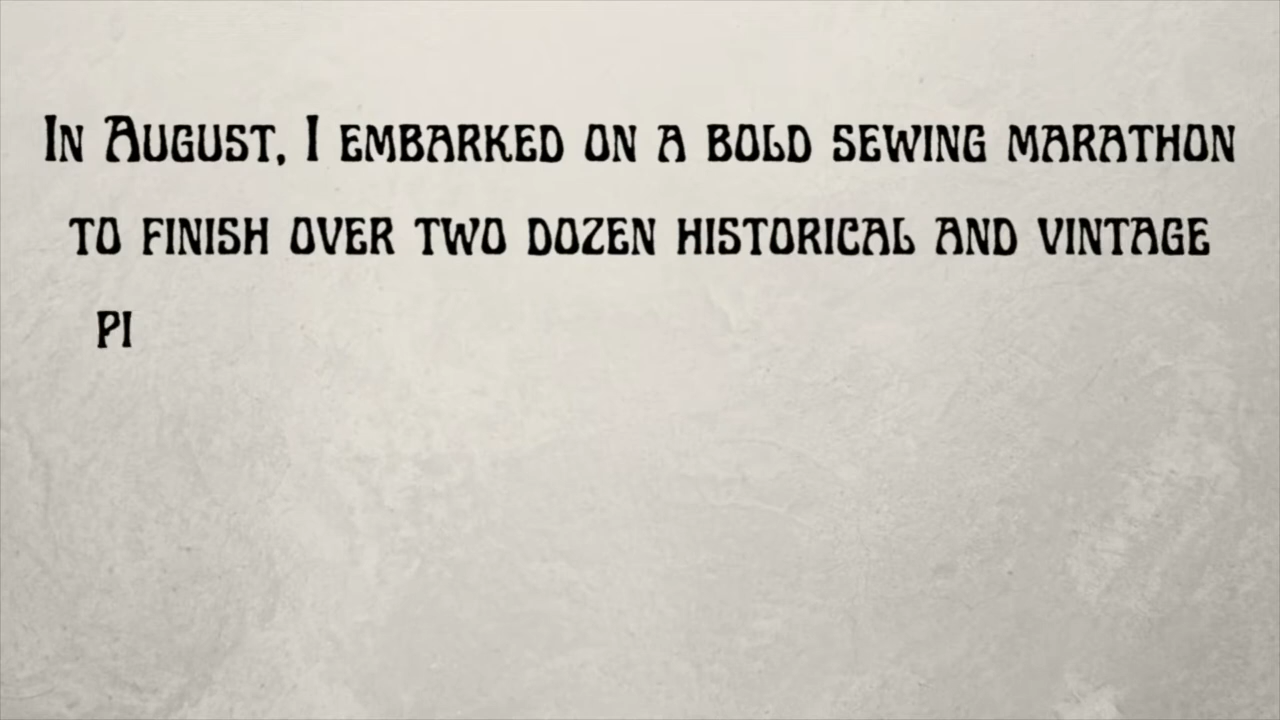 In August, I embarked on a bold sewing marathon
to finish over two dozen historical and vintage
pi